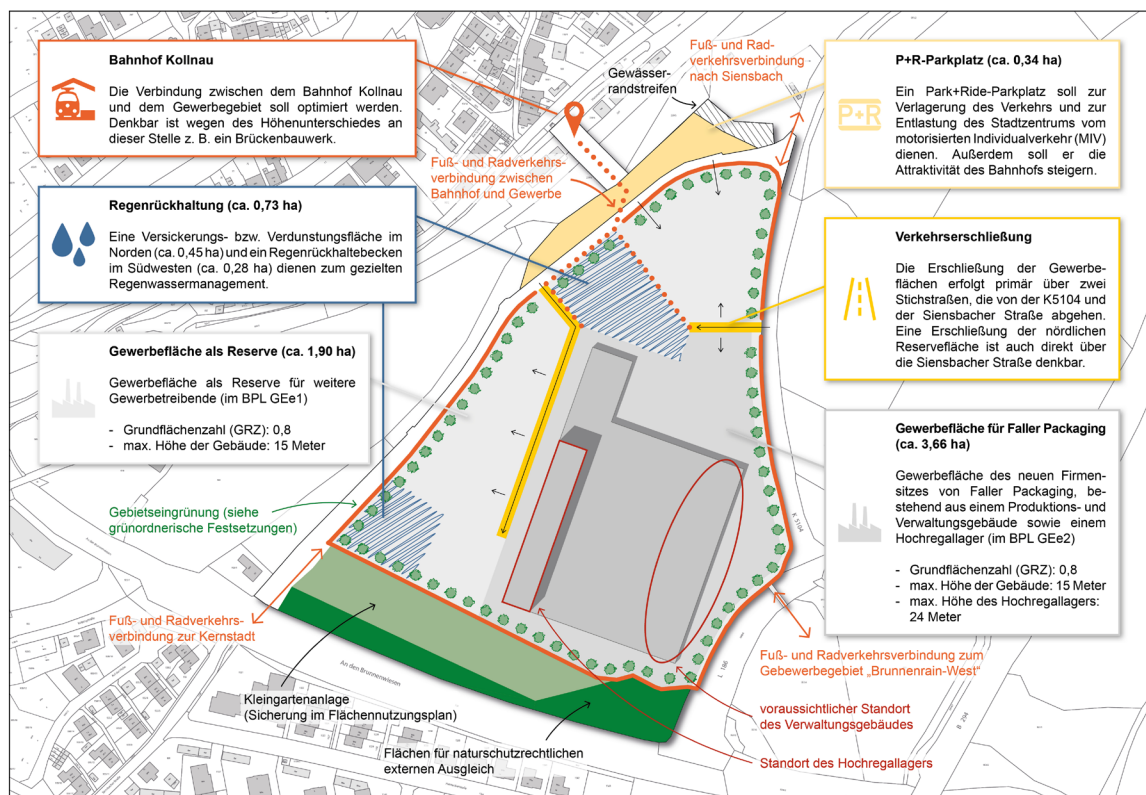 Bahnhof Kollnau
Die Verbindung zwischen dem Bahnhof Kollnau
und dem Gewerbegebiet soll optimiert werden.
Denkbar ist wegen des Höhenunterschiedes an
dieser Stelle z. B. ein Brückenbauwerk.
Regenrückhaltung (ca. 0,73 ha)
Eine Versickerungs- bzw. Verdunstungsfläche im
Norden (ca. 0,45 ha) und ein Regenrückhaltebecken
im Südwesten (ca. 0,28 ha) dienen zum gezielten
Regenwassermanagement.
Gewerbefläche als Reserve (ca. 1,90 ha)
Gewerbefläche als Reserve für weitere
Gewerbetreibende (im BPL GEe1)
- Grundflächenzahl (GRZ): 0,8
- max. Höhe der Gebäude: 15 Meter
Gebietseingrünung (siehe
grünordnerische Festsetzungen)
Fuß- und Radverkehrs-
verbindung zur Kernstadt
Kleingartenanlage
(Sicherung im Flächennutzungsplan)
An den Brunnenwiesen
Flächen für naturschutzrechtlichen
externen Ausgleich
Gewässer-
randstreifen
Fuß- und Rad-
verkehrsverbindung
nach Siensbach
Fuß- und Radverkehrs-
verbindung zwischen
Bahnhof und Gewerbe
P+R-Parkplatz (ca. 0,34 ha)
P+R
Ein Park+Ride-Parkplatz soll zur
Verlagerung des Verkehrs und zur
Entlastung des Stadtzentrums vom
motorisierten Individualverkehr (MIV)
dienen. Außerdem soll er die
Attraktivität des Bahnhofs steigern.
Verkehrserschließung
Die Erschließung der Gewerbe-
flächen erfolgt primär über zwei
Stichstraßen, die von der K5104 und
der Siensbacher Straße abgehen.
Eine Erschließung der nördlichen
Reservefläche ist auch direkt über
die Siensbacher Straße denkbar.
Gewerbefläche für Faller Packaging
(ca. 3,66 ha)
Gewerbefläche des neuen Firmen-
sitzes von Faller Packaging, be-
stehend aus einem Produktions- und
Verwaltungsgebäude sowie einem
Hochregallager (im BPL GEe2)
- Grundflächenzahl (GRZ): 0,8
- max. Höhe der Gebäude: 15 Meter
- max. Höhe des Hochregallagers:
24 Meter
K 5104
L 186
B 294
Fuß- und Radverkehrsverbindung zum
Gebewerbegebiet „Brunnenrain-West“
voraussichtlicher Standort
des Verwaltungsgebäudes
Standort des Hochregallagers